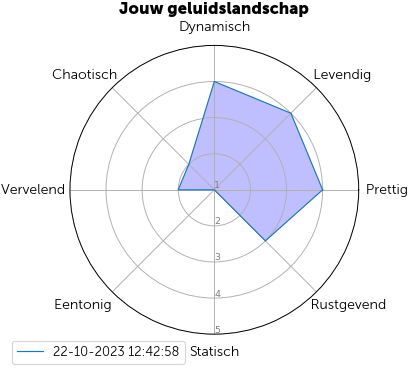 Jouw geluidslandschap
Dynamisch
Chaotisch
Levendig
Vervelend
1
Prettig
2
3
4
Eentonig
Rustgevend
5
22-10-2023 12:42:58
Statisch